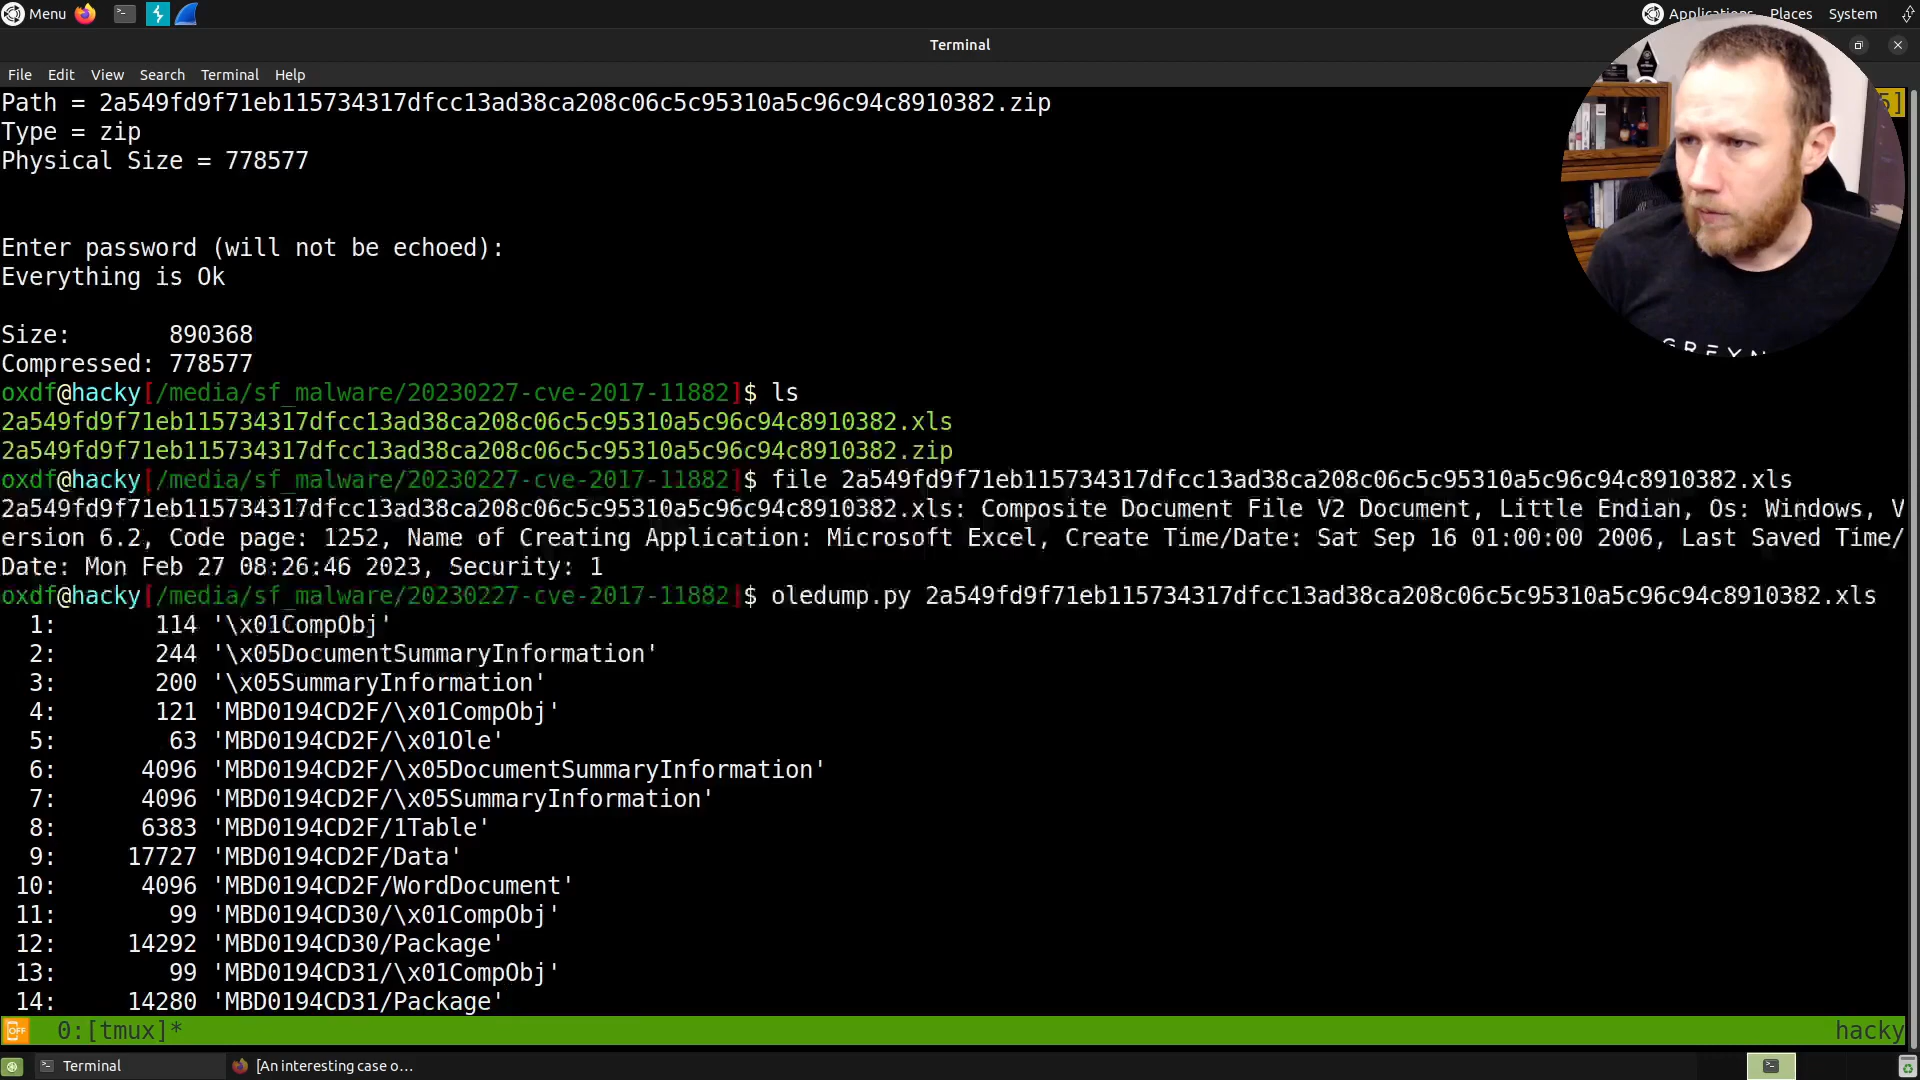 Menu
Applications Places System
Terminal
File Edit View Search Terminal Help
Path = 2a549fd9f71eb115734317dfcc13ad38ca208c06c5c95310a5c96c94c8910382.zip
5]
Type = zip
Physical Size = 778577
Enter password (will not be echoed):
Everything is Ok
Size:       890368
Compressed: 778577
GREYN
oxdf@hacky[/media/sf_malware/20230227-cve-2017-11882]$ ls
2a549fd9f71eb115734317dfcc13ad38ca208c06c5c95310a5c96c94c8910382.xls
2a549fd9f71eb115734317dfcc13ad38ca208c06c5c95310a5c96c94c8910382.zip
oxdf@hacky[/media/sf_malware/20230227-cve-2017-11882]$ file 2a549fd9f71eb115734317dfcc13ad38ca208c06c5c95310a5c96c94c8910382.xls
2a549fd9f71eb115734317dfcc13ad38ca208c06c5c95310a5c96c94c8910382.xls: Composite Document File V2 Document, Little Endian, Os: Windows, V
ersion 6.2, Code page: 1252, Name of Creating Application: Microsoft Excel, Create Time/Date: Sat Sep 16 01:00:00 2006, Last Saved Time/
Date: Mon Feb 27 08:26:46 2023, Security: 1
oxdf@hacky[/media/sf_malware/20230227-cve-2017-11882]$ oledump.py 2a549fd9f71eb115734317dfcc13ad38ca208c06c5c95310a5c96c94c8910382.xls
  1:       114 '\x01CompObj'
  2:       244 '\x05DocumentSummaryInformation'
  3:       200 '\x05SummaryInformation'
  4:       121 'MBD0194CD2F/\x01CompObj'
  5:        63 'MBD0194CD2F/\x01Ole'
  6:      4096 'MBD0194CD2F/\x05DocumentSummaryInformation'
  7:      4096 'MBD0194CD2F/\x05SummaryInformation'
  8:      6383 'MBD0194CD2F/1Table'
  9:     17727 'MBD0194CD2F/Data'
 10:      4096 'MBD0194CD2F/WordDocument'
 11:        99 'MBD0194CD30/\x01CompObj'
 12:     14292 'MBD0194CD30/Package'
 13:        99 'MBD0194CD31/\x01CompObj'
 14:     14280 'MBD0194CD31/Package'
OFF 0:[tmux]* hacky
Terminal [An interesting case o...